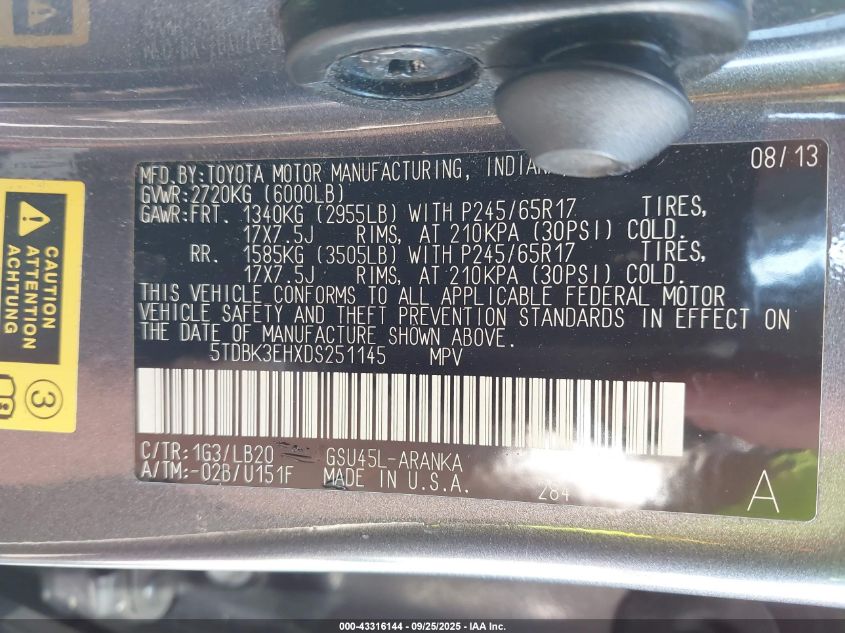 MFD.BY:TOYOTA MOTOR MANUFACTURING, INDIANA 08/13
GVWR:2720KG (6000LB)
GAWR:FRT. 1340KG (2955LB) WITH P245/65R17 TIRES,
17X7.5J RIMS, AT 210KPA (30PSI) COLD.
RR. 1585KG (3505LB) WITH P245/65R17 TIRES,
17X7.5J RIMS, AT 210KPA (30PSI) COLD.
THIS VEHICLE CONFORMS TO ALL APPLICABLE FEDERAL MOTOR
VEHICLE SAFETY AND THEFT PREVENTION STANDARDS IN EFFECT ON
THE DATE OF MANUFACTURE SHOWN ABOVE.
5TDBK3EHXDS251145 MPV
C/TR:1G3/LB20 GSU45L-ARANKA
A/TM:-02B/U151F MADE IN U.S.A. 284 A
CAUTION
ATTENTION
ACHTUNG
3
000-43316144 - 09/25/2025 - IAA Inc.